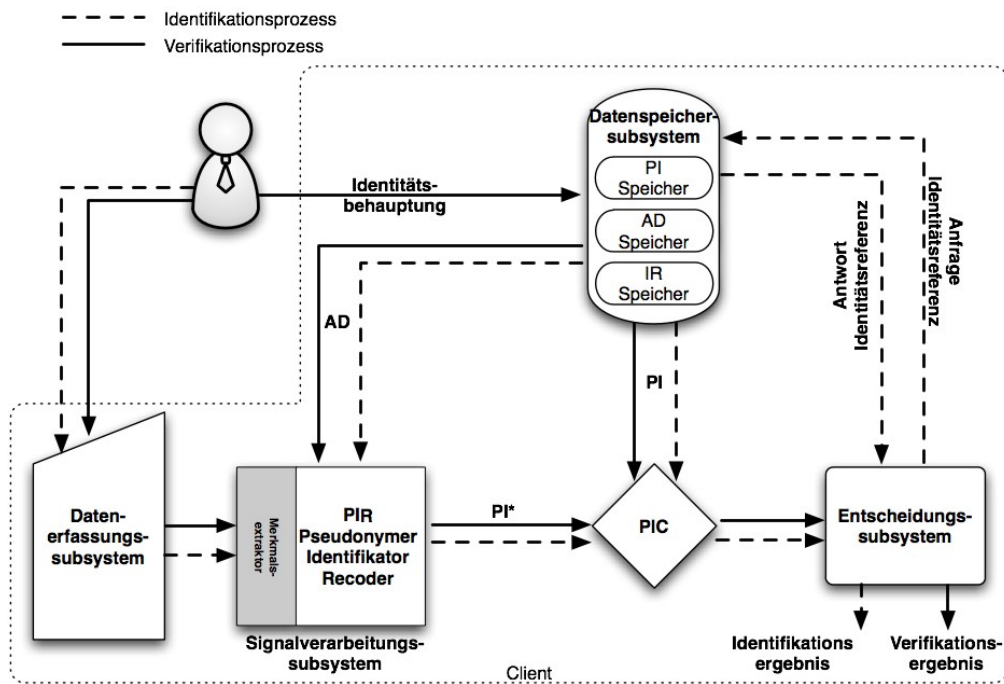 Identifikationsprozess
Verifikationsprozess
Datenspeicher-
subsystem
PI
Speicher
AD
Speicher
IR
Speicher
Identitäts-
behauptung
Antwort
Identitätsreferenz
Anfrage
Identitätsreferenz
AD
PI
Daten-
erfassungs-
subsystem
Merkmals-
extraktor
PIR
Pseudonymer
Identifikator
Recoder
Signalverarbeitungs-
subsystem
PI*
PIC
Entscheidungs-
subsystem
Identifikations
ergebnis
Verifikations-
ergebnis
Client